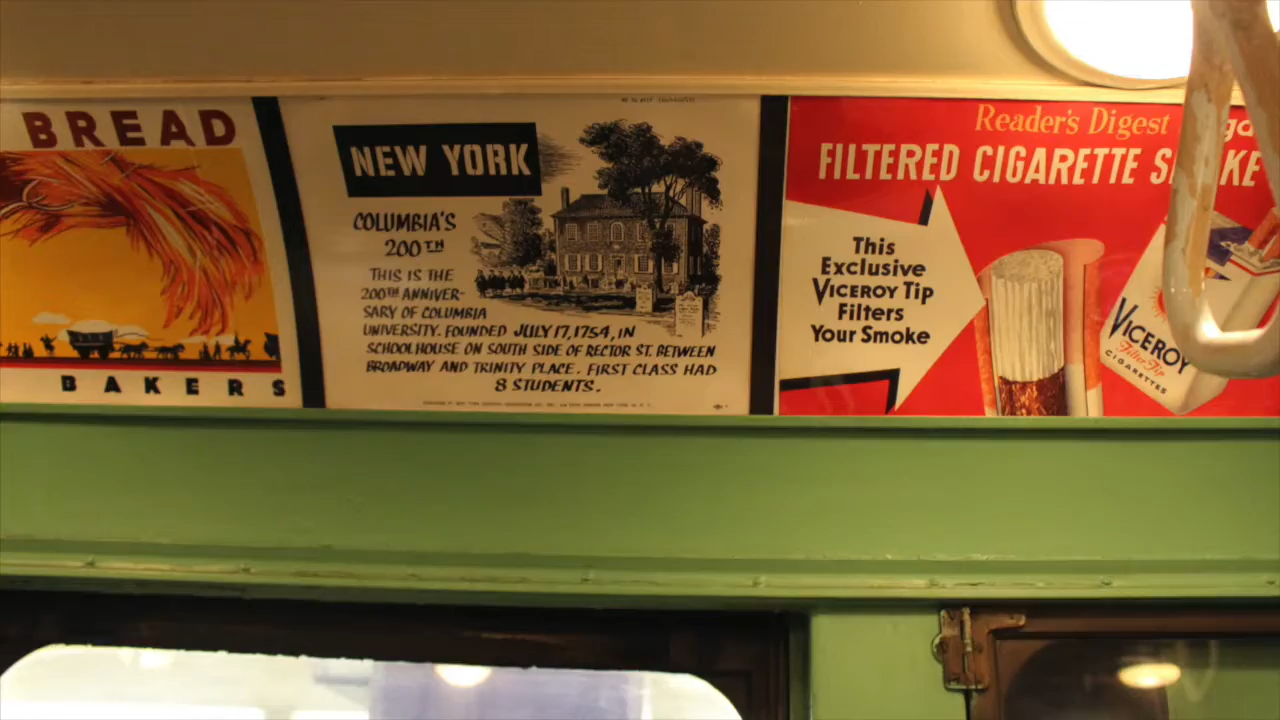 BREAD
BAKERS
NEW YORK
COLUMBIA'S
200TH
THIS IS THE
200TH ANNIVER-
SARY OF COLUMBIA
UNIVERSITY. FOUNDED JULY 17, 1754, IN
SCHOOLHOUSE ON SOUTH SIDE OF RECTOR ST. BETWEEN
BROADWAY AND TRINITY PLACE. FIRST CLASS HAD
8 STUDENTS.
Reader's Digest
FILTERED CIGARETTE
This
Exclusive
VICEROY Tip
Filters
Your Smoke
VICEROY
Filter Tip
CIGARETTES